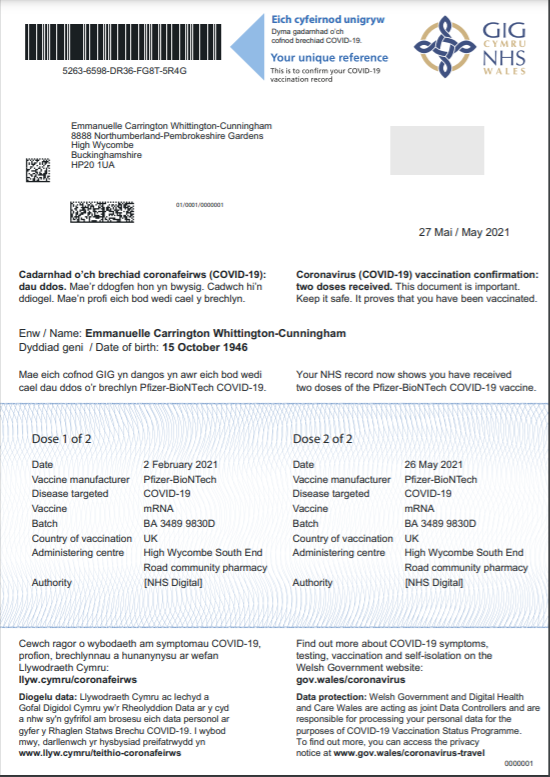 Eich cyfeirnod unigryw
Dyma gadarnhad o'ch
cofnod brechiad COVID-19.
Your unique reference
This is to confirm your COVID-19
vaccination record
5263-6598-DR36-FG8T-5R4G
GIG
CYMRU
NHS
WALES
Emmanuelle Carrington Whittington-Cunningham
8888 Northumberland-Pembrokeshire Gardens
High Wycombe
Buckinghamshire
HP20 1UA
01/0001/0000001
27 Mai / May 2021
Cadarnhad o'ch brechiad coronafeirws (COVID-19):
dau ddos. Mae'r ddogfen hon yn bwysig. Cadwch hi'n
ddiogel. Mae'n profi eich bod wedi cael y brechlyn.
Coronavirus (COVID-19) vaccination confirmation:
two doses received. This document is important.
Keep it safe. It proves that you have been vaccinated.
Enw / Name: Emmanuelle Carrington Whittington-Cunningham
Dyddiad geni / Date of birth: 15 October 1946
Mae eich cofnod GIG yn dangos yn awr eich bod wedi
cael dau ddos o'r brechlyn Pfizer-BioNTech COVID-19.
Your NHS record now shows you have received
two doses of the Pfizer-BioNTech COVID-19 vaccine.
Dose 1 of 2
Date 2 February 2021
Vaccine manufacturer Pfizer-BioNTech
Disease targeted COVID-19
Vaccine mRNA
Batch BA 3489 9830D
Country of vaccination UK
Administering centre High Wycombe South End
Road community pharmacy
Authority [NHS Digital]
Dose 2 of 2
Date 26 May 2021
Vaccine manufacturer Pfizer-BioNTech
Disease targeted COVID-19
Vaccine mRNA
Batch BA 3489 9830D
Country of vaccination UK
Administering centre High Wycombe South End
Road community pharmacy
Authority [NHS Digital]
Cewch ragor o wybodaeth am symptomau COVID-19,
profion, brechlynnau a hunanynysu ar wefan
Llywodraeth Cymru:
llyw.cymru/coronafeirws
Diogelu data: Llywodraeth Cymru ac Iechyd a
Gofal Digidol Cymru yw'r Rheolyddion Data ar y cyd
a nhw sy'n gyfrifol am brosesu eich data personol ar
gyfer y Rhaglen Statws Brechu COVID-19. I wybod
mwy, darllenwch yr hysbysiad preifatrwydd yn
www.llyw.cymru/teithio-coronafeirws
Find out more about COVID-19 symptoms,
testing, vaccination and self-isolation on the
Welsh Government website:
gov.wales/coronavirus
Data protection: Welsh Government and Digital Health
and Care Wales are acting as joint Data Controllers and are
responsible for processing your personal data for the
purposes of COVID-19 Vaccination Status Programme.
To find out more, you can access the privacy
notice at www.gov.wales/coronavirus-travel
0000001